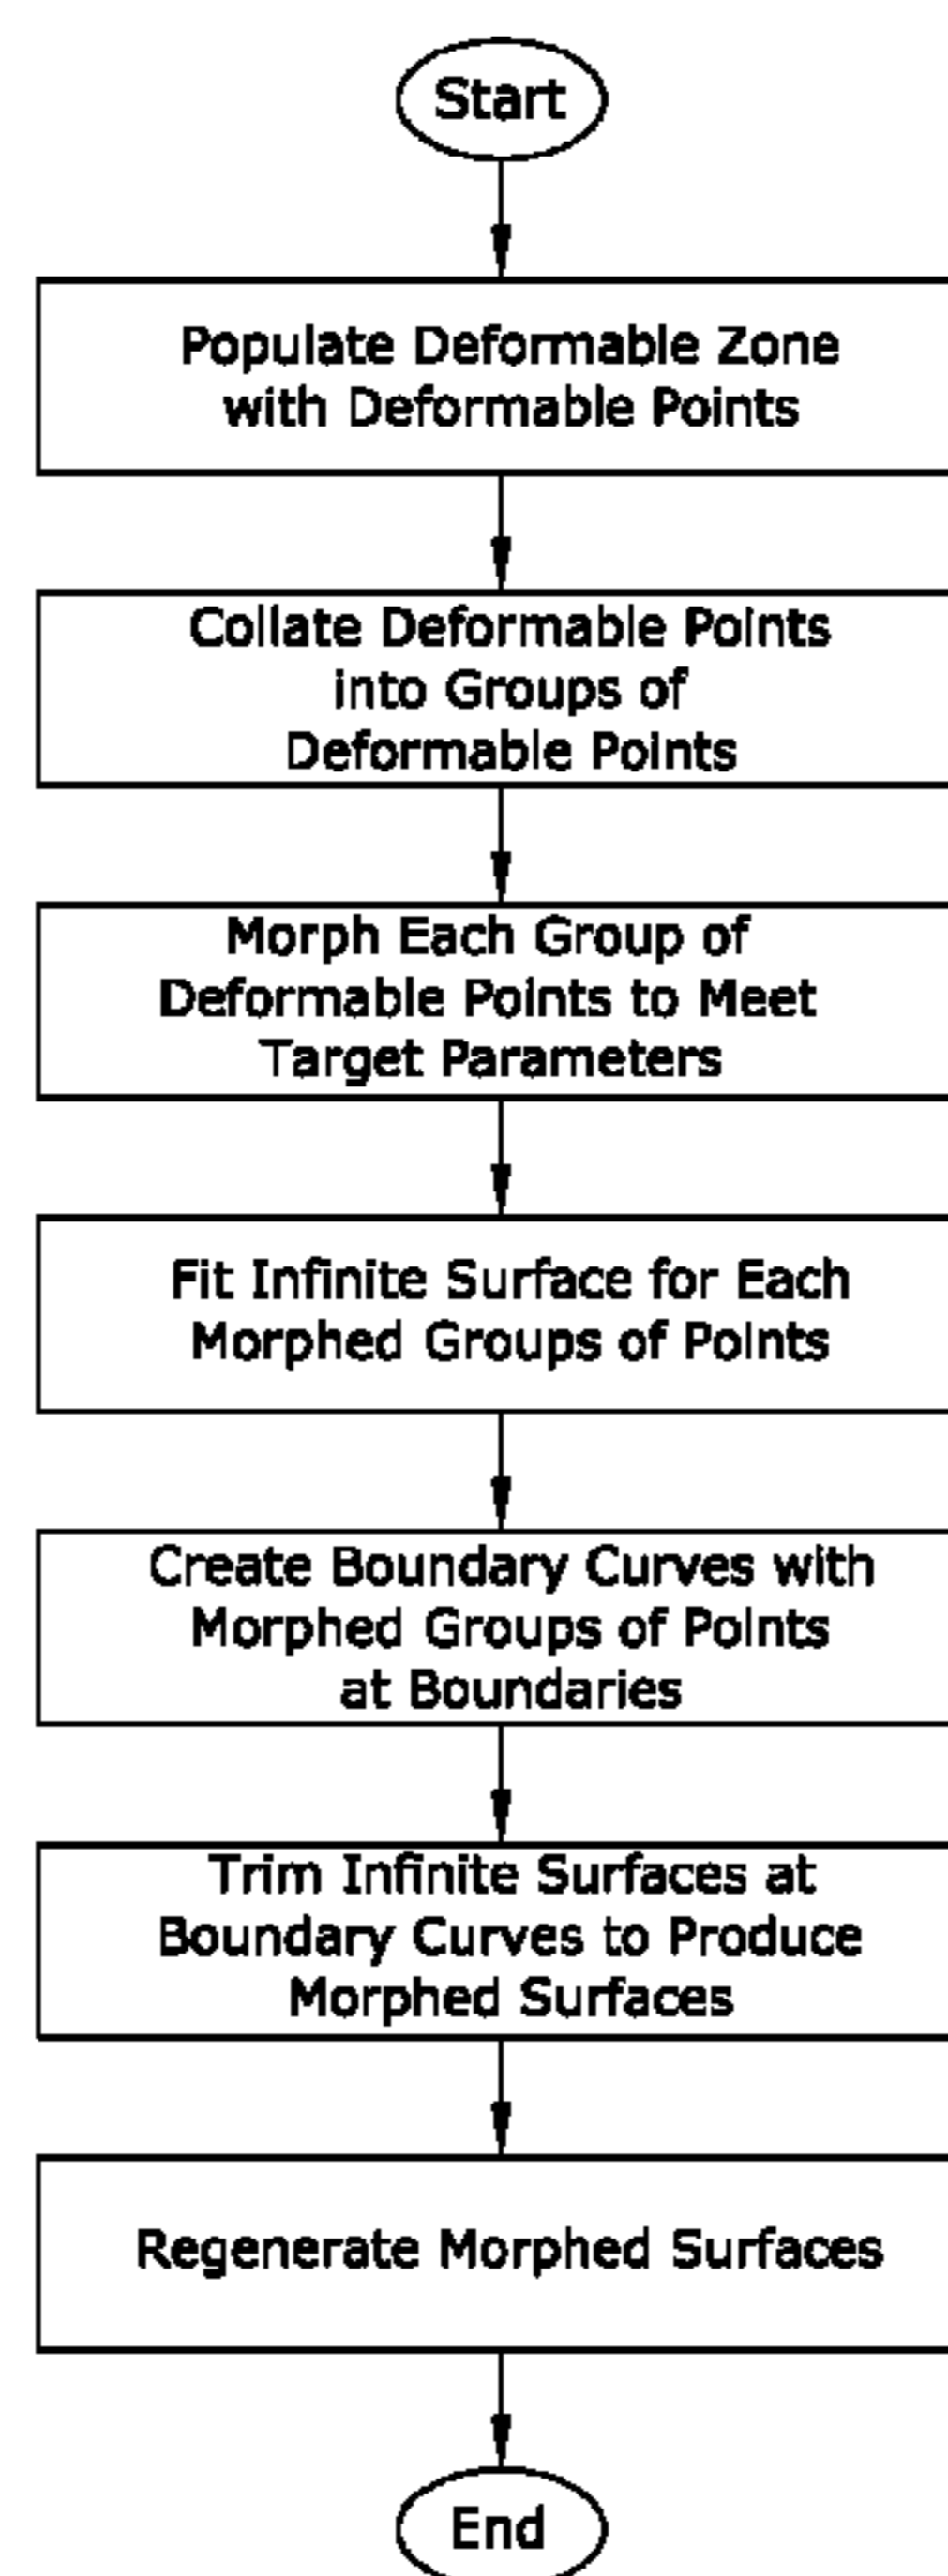 Start
Populate Deformable Zone
with Deformable Points
Collate Deformable Points
into Groups of
Deformable Points
Morph Each Group of
Deformable Points to Meet
Target Parameters
Fit Infinite Surface for Each
Morphed Groups of Points
Create Boundary Curves with
Morphed Groups of Points
at Boundaries
Trim Infinite Surfaces at
Boundary Curves to Produce
Morphed Surfaces
Regenerate Morphed Surfaces
End